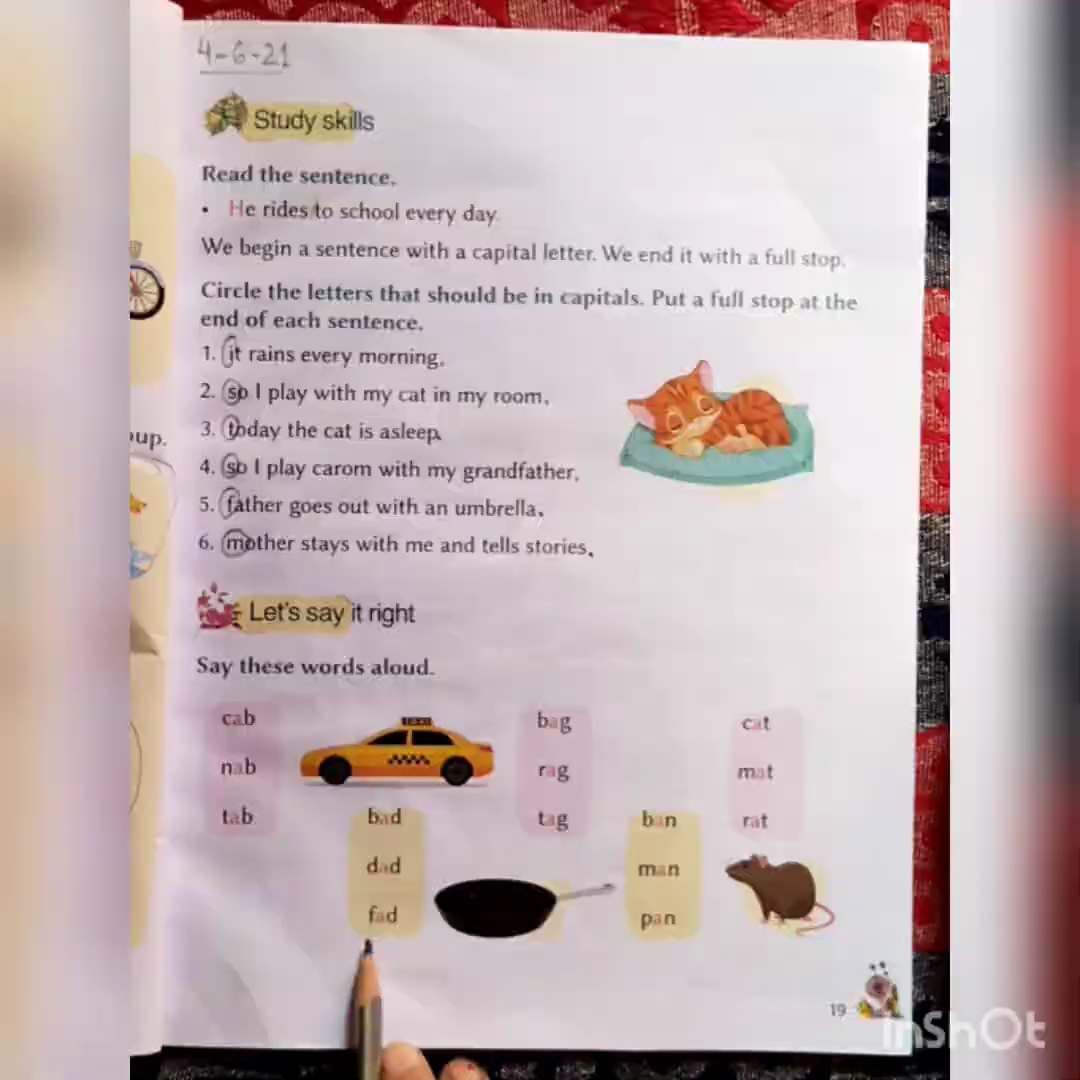 4-6-21
Study skills
Read the sentence.
• He rides to school every day.
We begin a sentence with a capital letter. We end it with a full stop.
Circle the letters that should be in capitals. Put a full stop at the
end of each sentence.
1. it rains every morning.
2. so I play with my cat in my room.
3. today the cat is asleep.
up.
4. so I play carom with my grandfather.
5. father goes out with an umbrella.
6. mother stays with me and tells stories.
Let's say it right
Say these words aloud.
cab bag cat
nab rag mat
tab bad tag ban rat
dad man
fad pan
19
InShOt